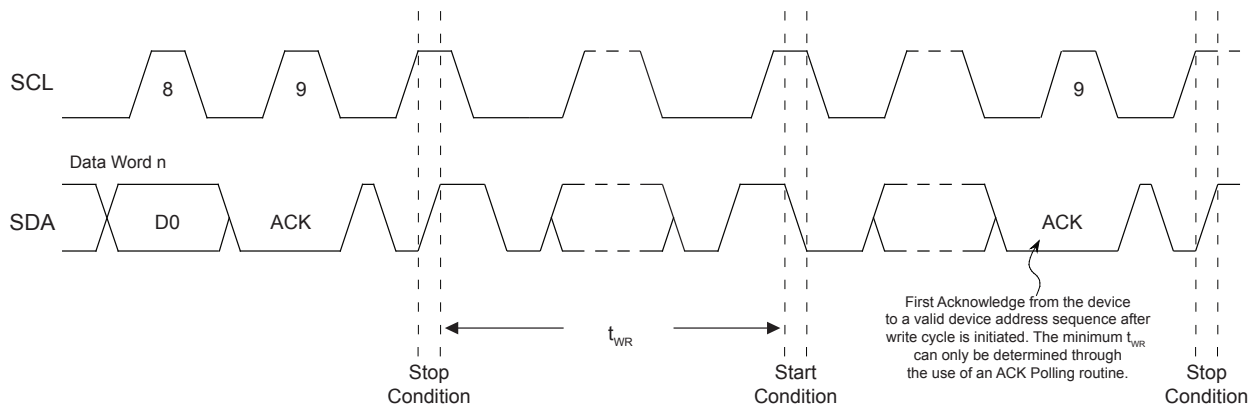 SCL
8
9
9
Data Word n
SDA
D0
ACK
ACK
tWR
First Acknowledge from the device
to a valid device address sequence after
write cycle is initiated. The minimum tWR
can only be determined through
the use of an ACK Polling routine.
Stop
Condition
Start
Condition
Stop
Condition